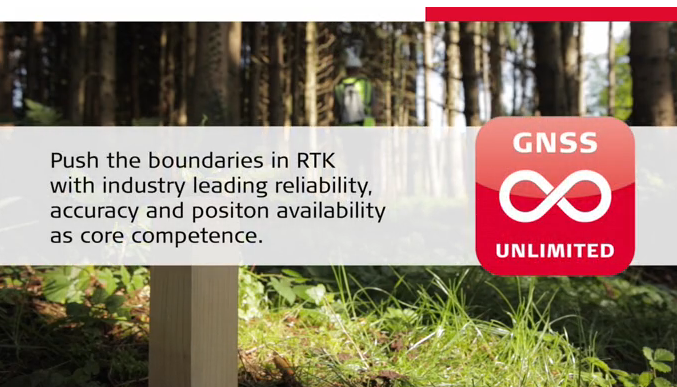 Push the boundaries in RTK
with industry leading reliability,
accuracy and positon availability
as core competence.
GNSS
UNLIMITED